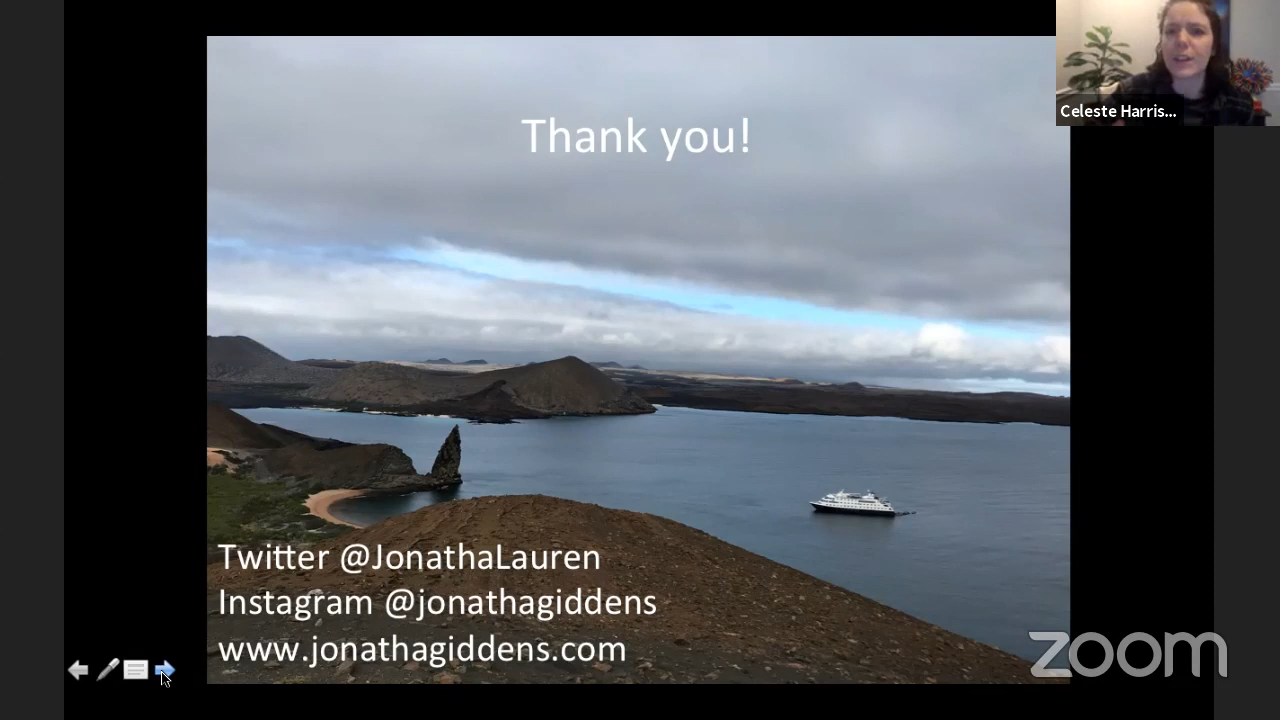 Thank you!
Celeste Harris...
Twitter @JonathaLauren
Instagram @jonathagiddens
www.jonathagiddens.com
zoom